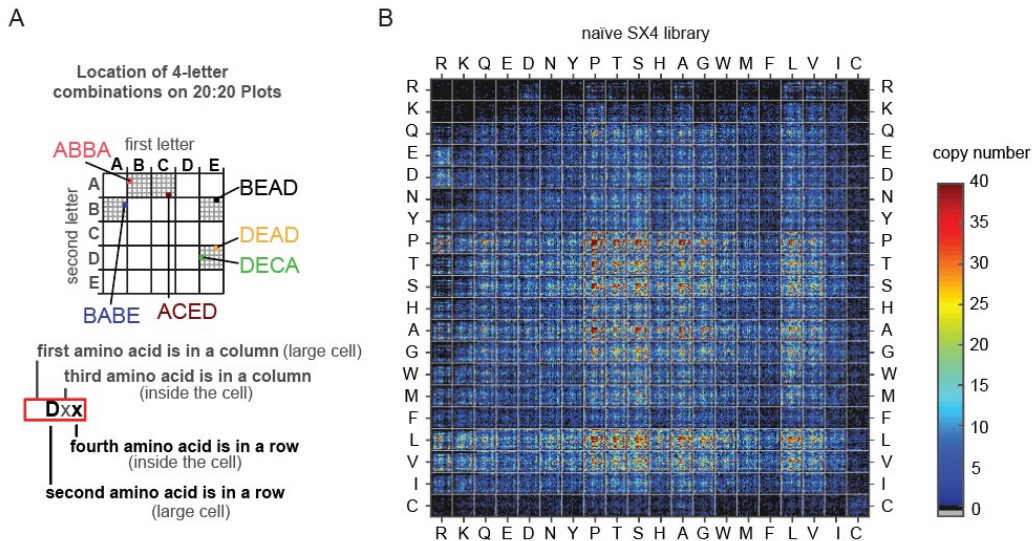 A
Location of 4-letter
combinations on 20:20 Plots
first letter
ABBA
A B C D E
second letter
A
B
C
D
E
BEAD
DEAD
DECA
BABE
ACED
first amino acid is in a column (large cell)
third amino acid is in a column
(inside the cell)
Dxx
fourth amino acid is in a row
(inside the cell)
second amino acid is in a row
(large cell)
B
naïve SX4 library
R K Q E D N Y P T S H A G W M F L V I C
R R
K K
Q Q
E E
D D
N N
Y Y
P P
T T
S S
H H
A A
G G
W W
M M
F F
L L
V V
I I
C C
R K Q E D N Y P T S H A G W M F L V I C
copy number
40
35
30
25
20
15
10
5
0